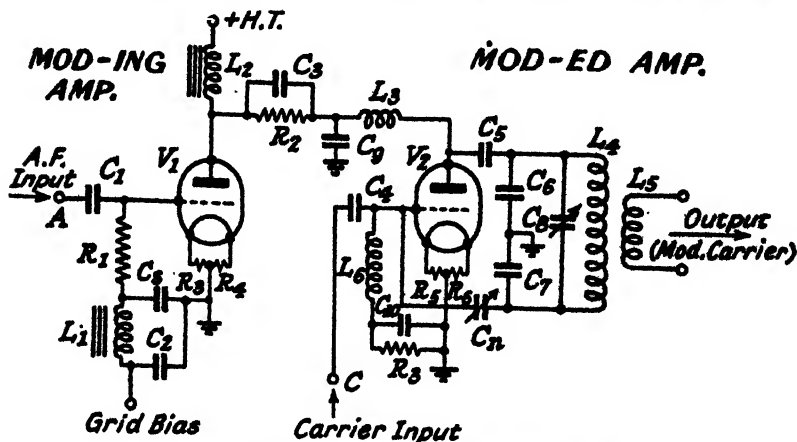 +H.T.
MOD-ING
AMP.
MOD-ED AMP.
L2
C3
R2
L3
C9
V1
V2
C5
L4
L5
A.F.
Input
A
C1
C4
C6
C8
Output
(Mod. Carrier)
R1
C8
R3
R4
L6
C10
R5
R6
C7
Cn
L1
C2
R3
C
Grid Bias
Carrier Input